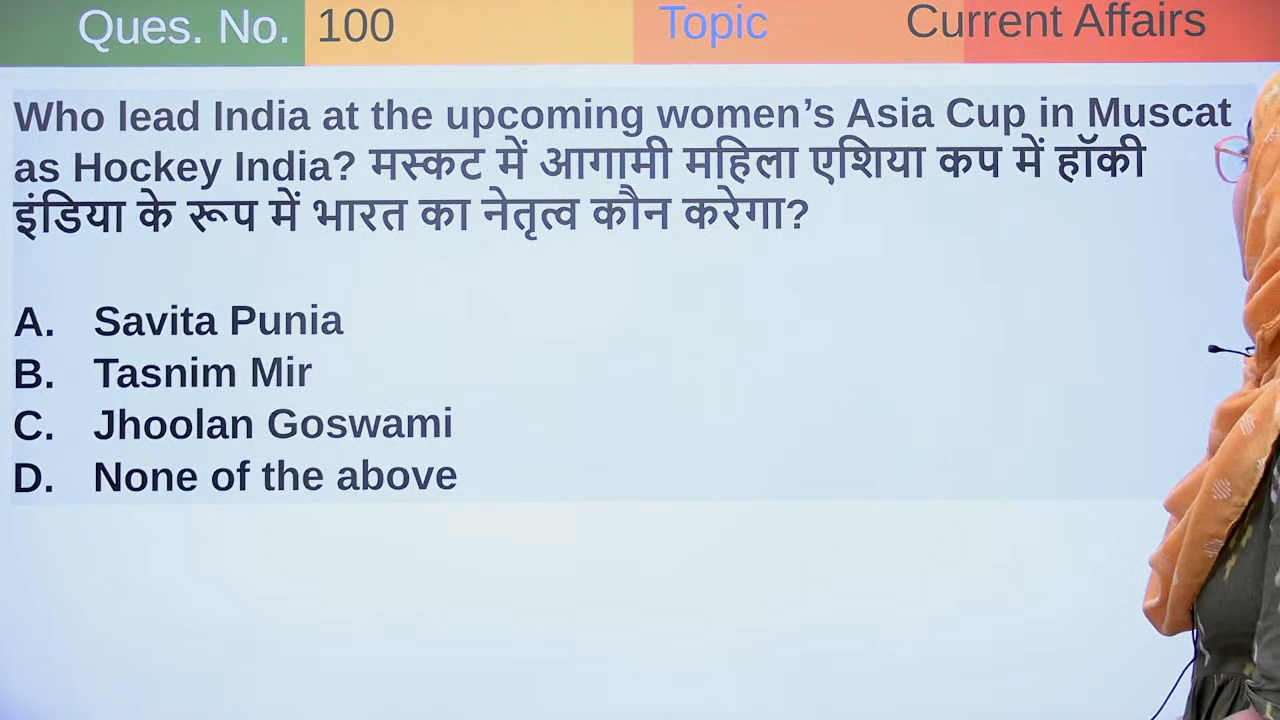 Ques. No. 100 Topic Current Affairs
Who lead India at the upcoming women’s Asia Cup in Muscat
as Hockey India? मस्कट में आगामी महिला एशिया कप में हॉकी
इंडिया के रूप में भारत का नेतृत्व कौन करेगा?
A. Savita Punia
B. Tasnim Mir
C. Jhoolan Goswami
D. None of the above